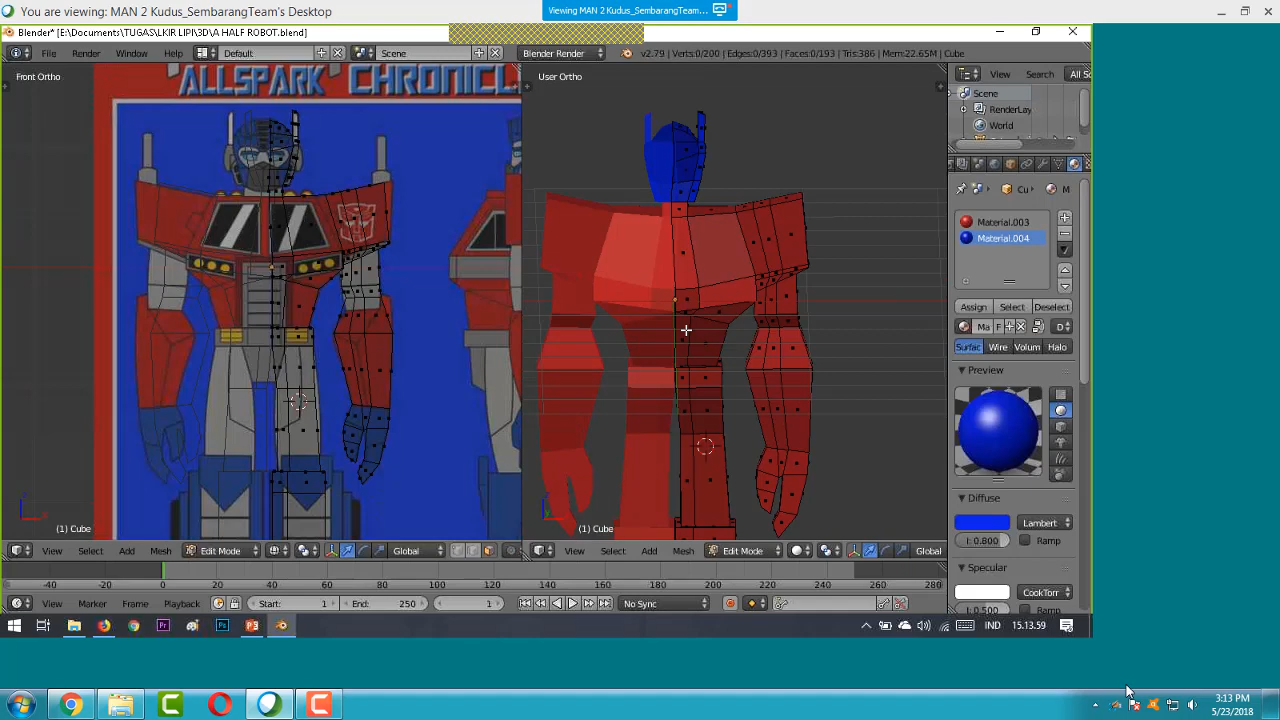 You are viewing: MAN 2 Kudus_SembarangTeam's Desktop
Viewing MAN 2 Kudus_SembarangTeam...
Blender* [E:\Documents\TUGAS\LKIR LIPI\3D\A HALF ROBOT.blend]
File Render Window Help Default Scene Blender Render v2.79 | Verts:0/200 | Edges:0/393 | Faces:0/193 | Tris:386 | Mem:22.65M | Cube
View Search All Sc
Front Ortho
User Ortho
ALLSPARK CHRONICL
Scene
RenderLay
World
Cu M
Material.003
Material.004
Assign Select Deselect
Ma F D
Surfac Wire Volum Halo
Preview
Diffuse
Lambert
I: 0.800 Ramp
Specular
CookTorr
I: 0.500 Ramp
(1) Cube
(1) Cube
View Select Add Mesh Edit Mode Global
View Select Add Mesh Edit Mode Global
-40 -20 0 20 40 60 80 100 120 140 160 180 200 220 240 260 280
View Marker Frame Playback Start: 1 End: 250 1 No Sync
IND 15.13.59
3:13 PM
5/23/2018